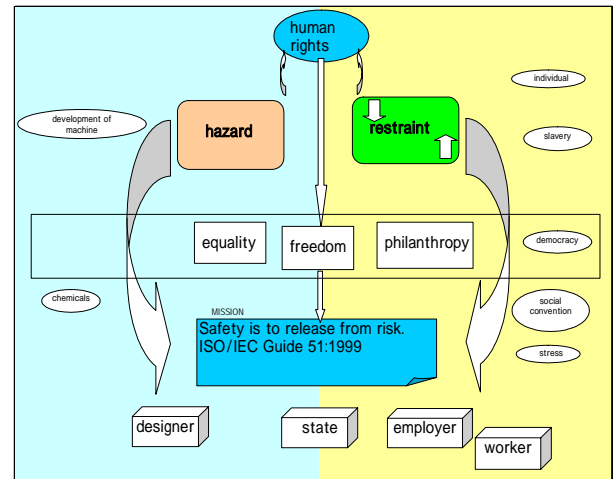 human
rights
individual
development of
machine
hazard
restraint
slavery
equality
freedom
philanthropy
democracy
chemicals
social
convention
MISSION
Safety is to release from risk.
ISO/IEC Guide 51:1999
stress
designer
state
employer
worker